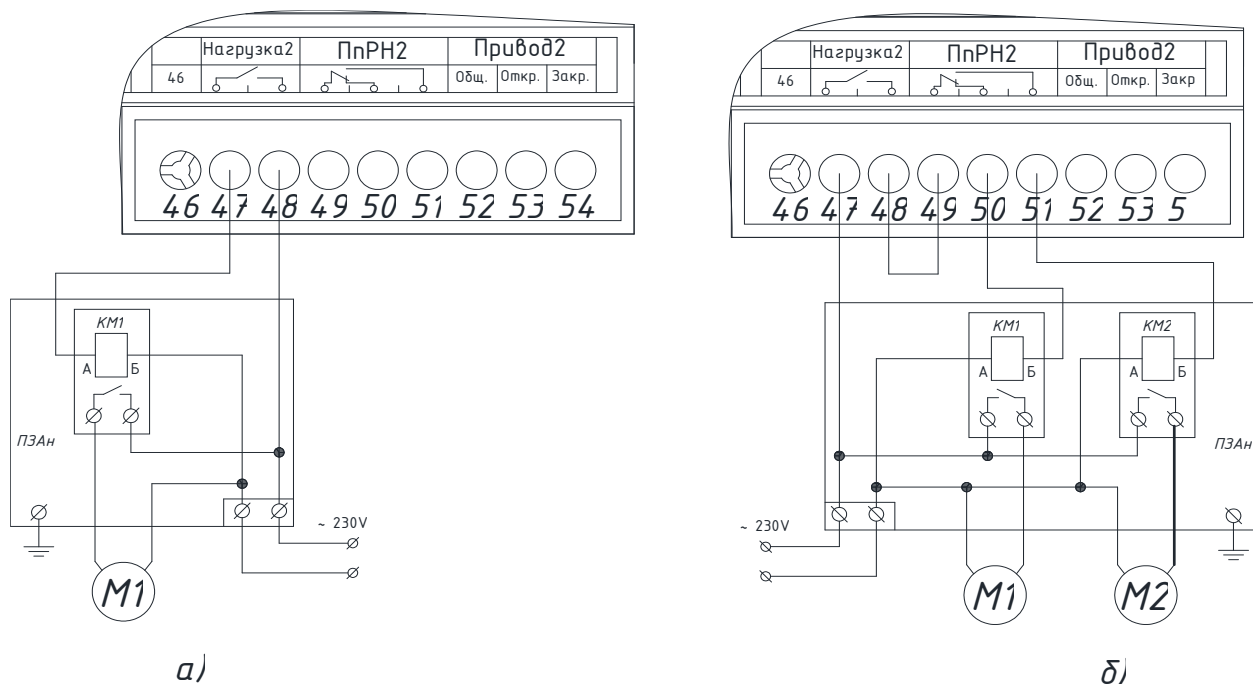 Нагрузка2 ПпРН2 Привод2
46 Общ. Откр. Закр.
46 47 48 49 50 51 52 53 54
КМ1
А Б
ПЗАн
~ 230V
М1
а)
Нагрузка2 ПпРН2 Привод2
46 Общ. Откр. Закр
46 47 48 49 50 51 52 53 5
КМ1 КМ2
А Б А Б
ПЗАн
~ 230V
М1 М2
б)